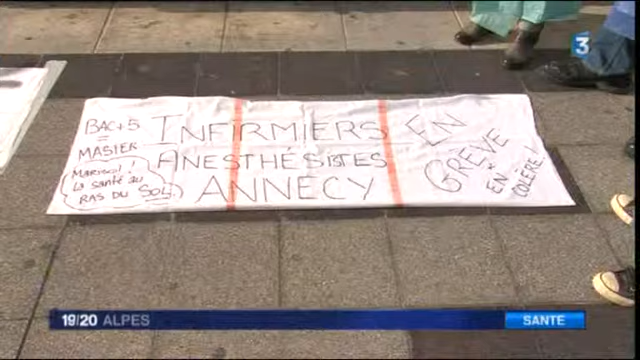 3
BAC+5
=
MASTER
Marisol!
la santé au
RAS DU SOL.
INFIRMIERS
ANESTHÉSISTES
ANNECY
EN
GRÈVE
EN
COLÈRE!
19/20 ALPES
SANTE